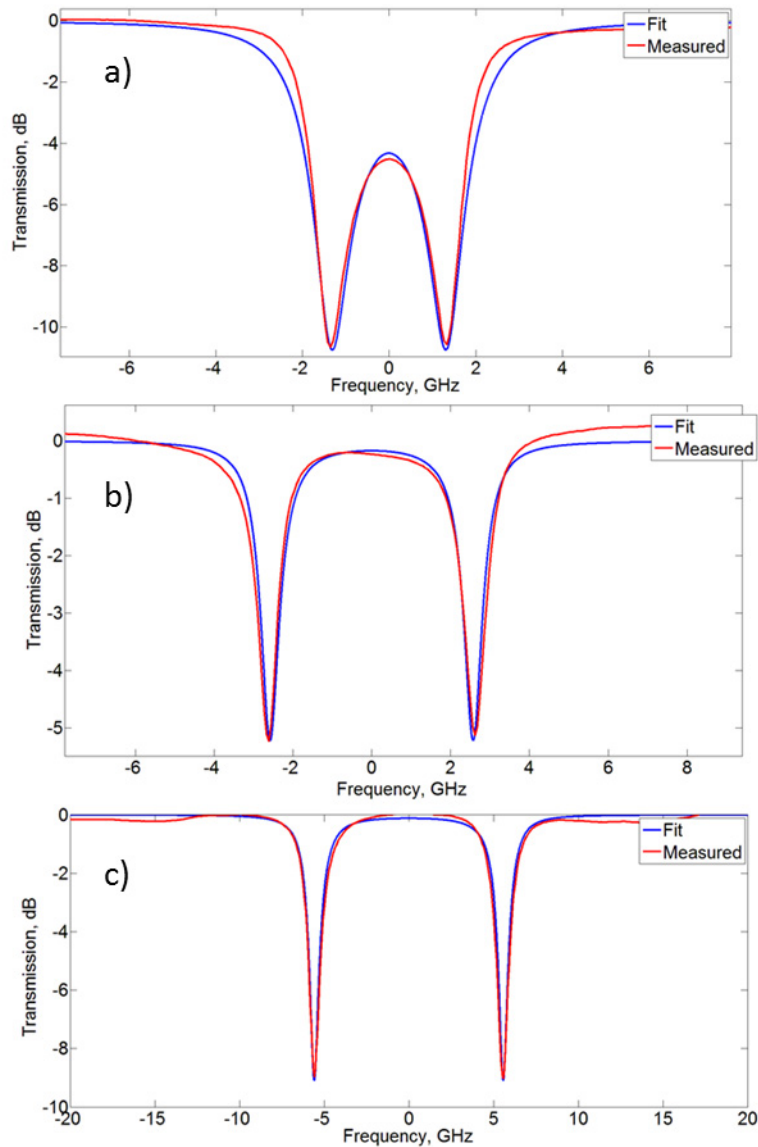 a)
Fit
Measured
Transmission, dB
0
-2
-4
-6
-8
-10
-6 -4 -2 0 2 4 6
Frequency, GHz
b)
Fit
Measured
Transmission, dB
0
-1
-2
-3
-4
-5
-6 -4 -2 0 2 4 6 8
Frequency, GHz
c)
Fit
Measured
Transmission, dB
0
-2
-4
-6
-8
-10
-20 -15 -10 -5 0 5 10 15 20
Frequency, GHz